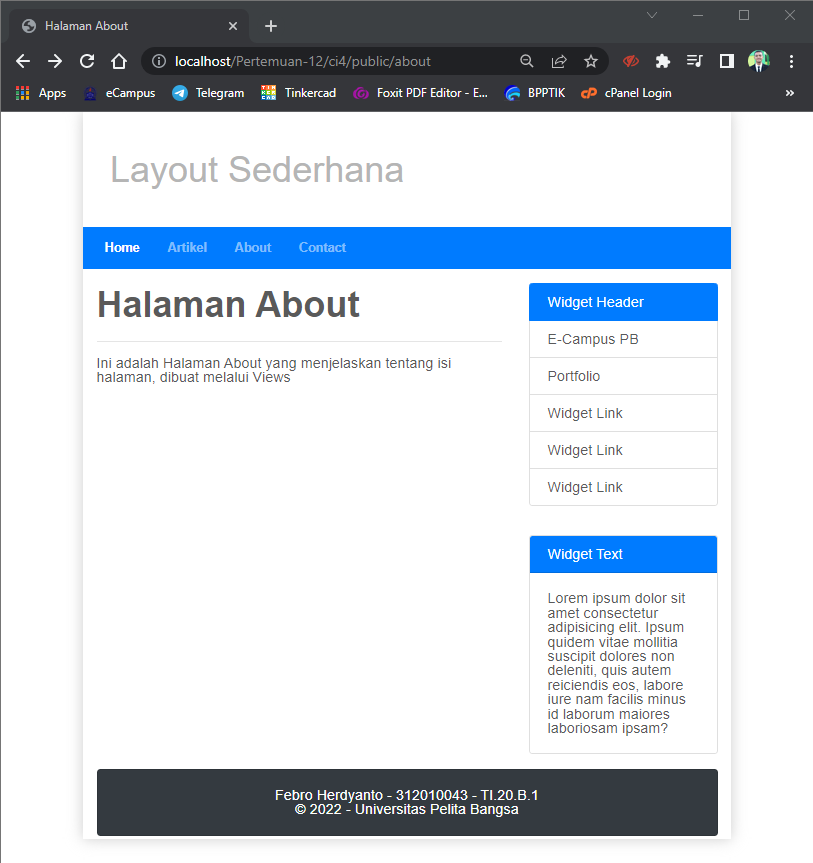 Halaman About
localhost/Pertemuan-12/ci4/public/about
Apps
eCampus
Telegram
Tinkercad
Foxit PDF Editor - E...
BPPTIK
cPanel Login
Layout Sederhana
Home
Artikel
About
Contact
Halaman About
Ini adalah Halaman About yang menjelaskan tentang isi
halaman, dibuat melalui Views
Widget Header
E-Campus PB
Portfolio
Widget Link
Widget Link
Widget Link
Widget Text
Lorem ipsum dolor sit
amet consectetur
adipisicing elit. Ipsum
quidem vitae mollitia
suscipit dolores non
deleniti, quis autem
reiciendis eos, labore
iure nam facilis minus
id laborum maiores
laboriosam ipsam?
Febro Herdyanto - 312010043 - TI.20.B.1
© 2022 - Universitas Pelita Bangsa